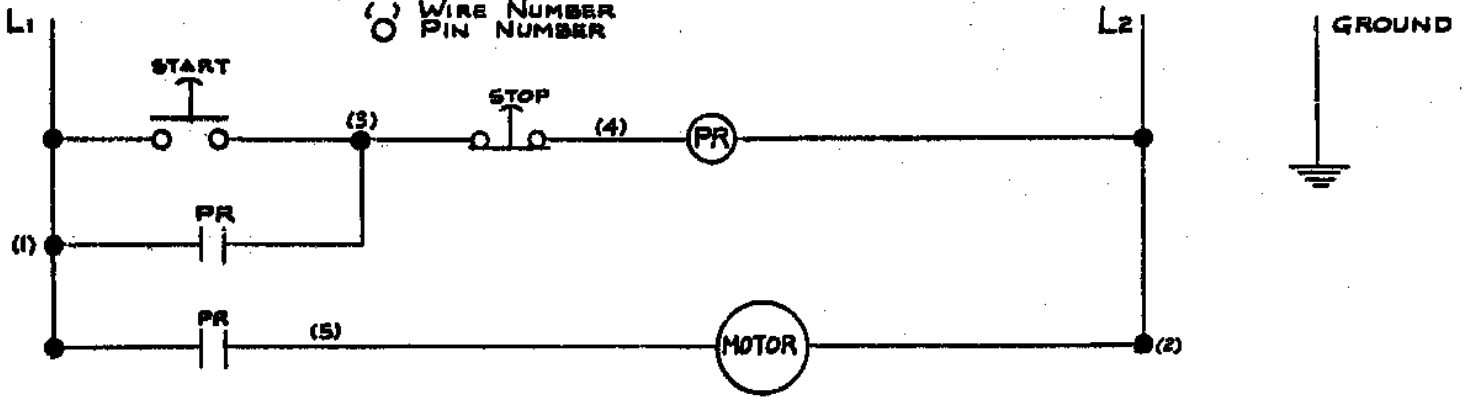 ( ) WIRE NUMBER
PIN NUMBER
L1
L2
GROUND
START
STOP
(3)
(4)
PR
PR
(1)
PR
(5)
MOTOR
(2)